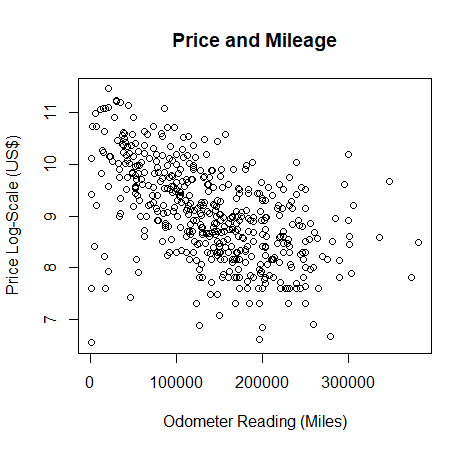 Price and Mileage
Price Log-Scale (US$)
11
10
9
8
7
0 100000 200000 300000
Odometer Reading (Miles)